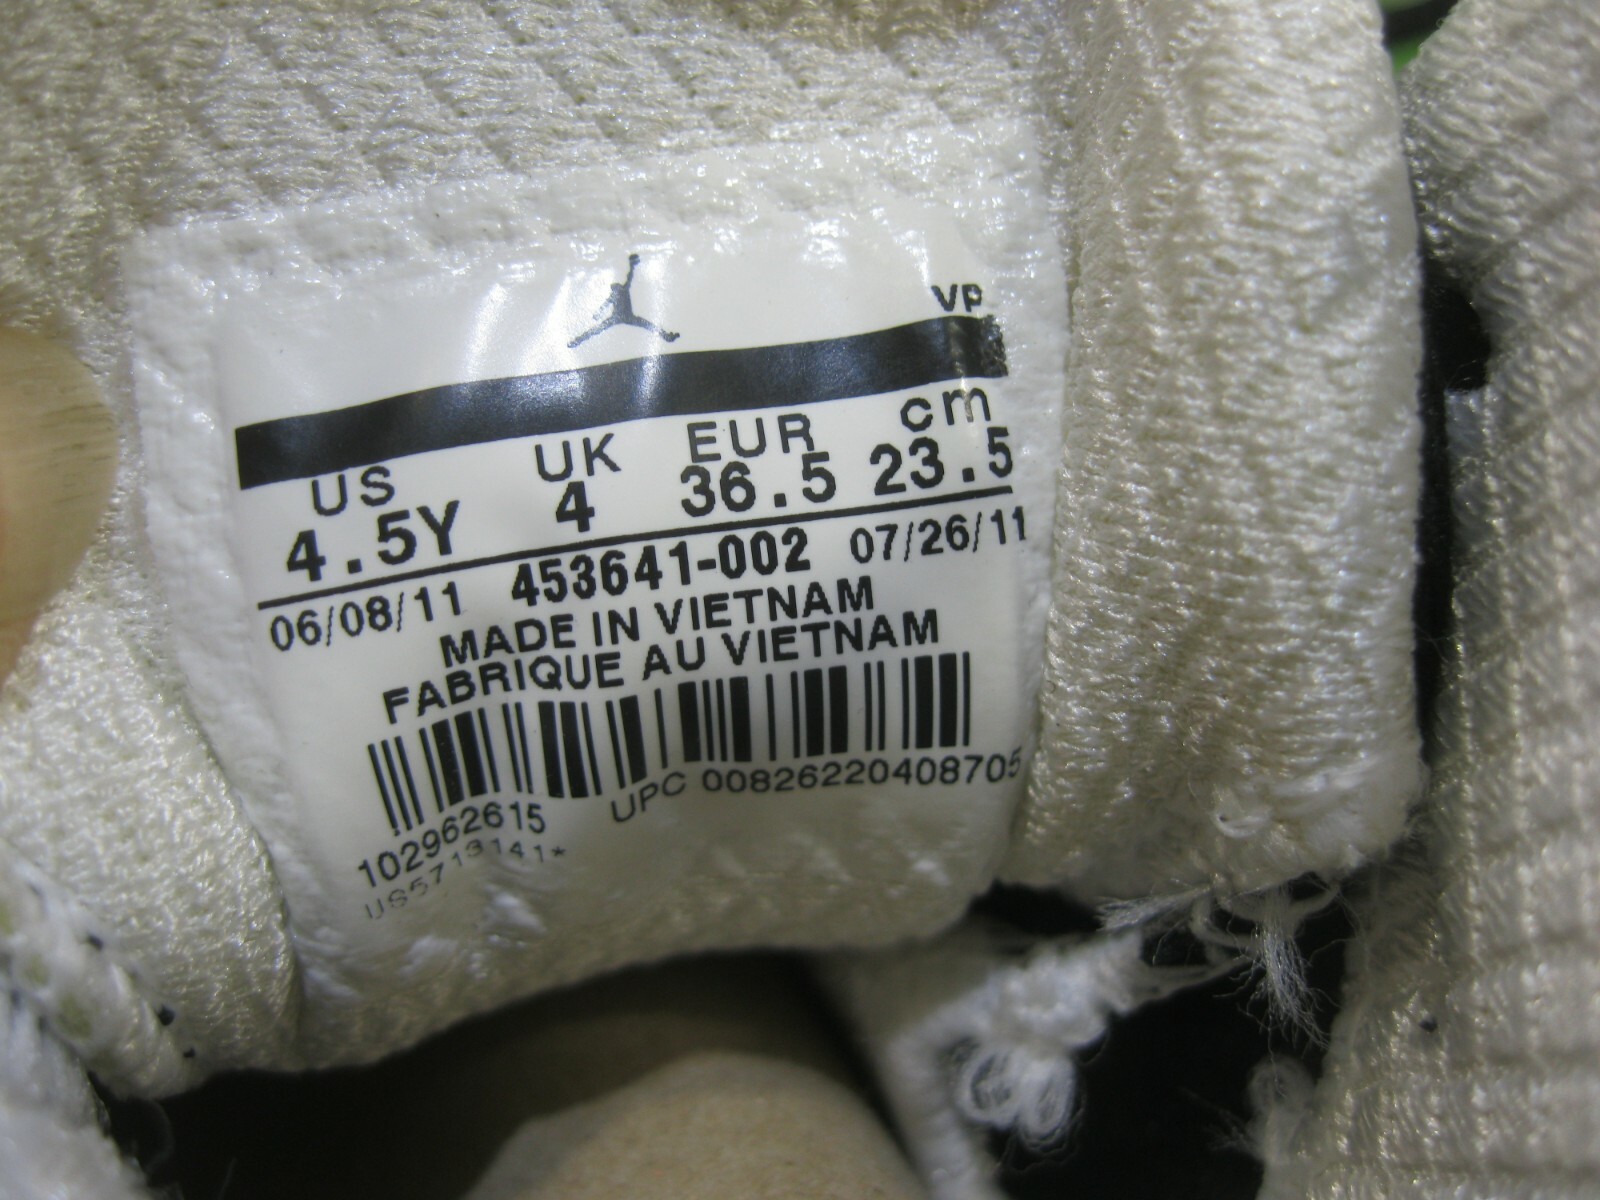 VP
US UK EUR cm
4.5Y 4 36.5 23.5
06/08/11 453641-002 07/26/11
MADE IN VIETNAM
FABRIQUE AU VIETNAM
102962615 UPC 00826220408705
US5713141*